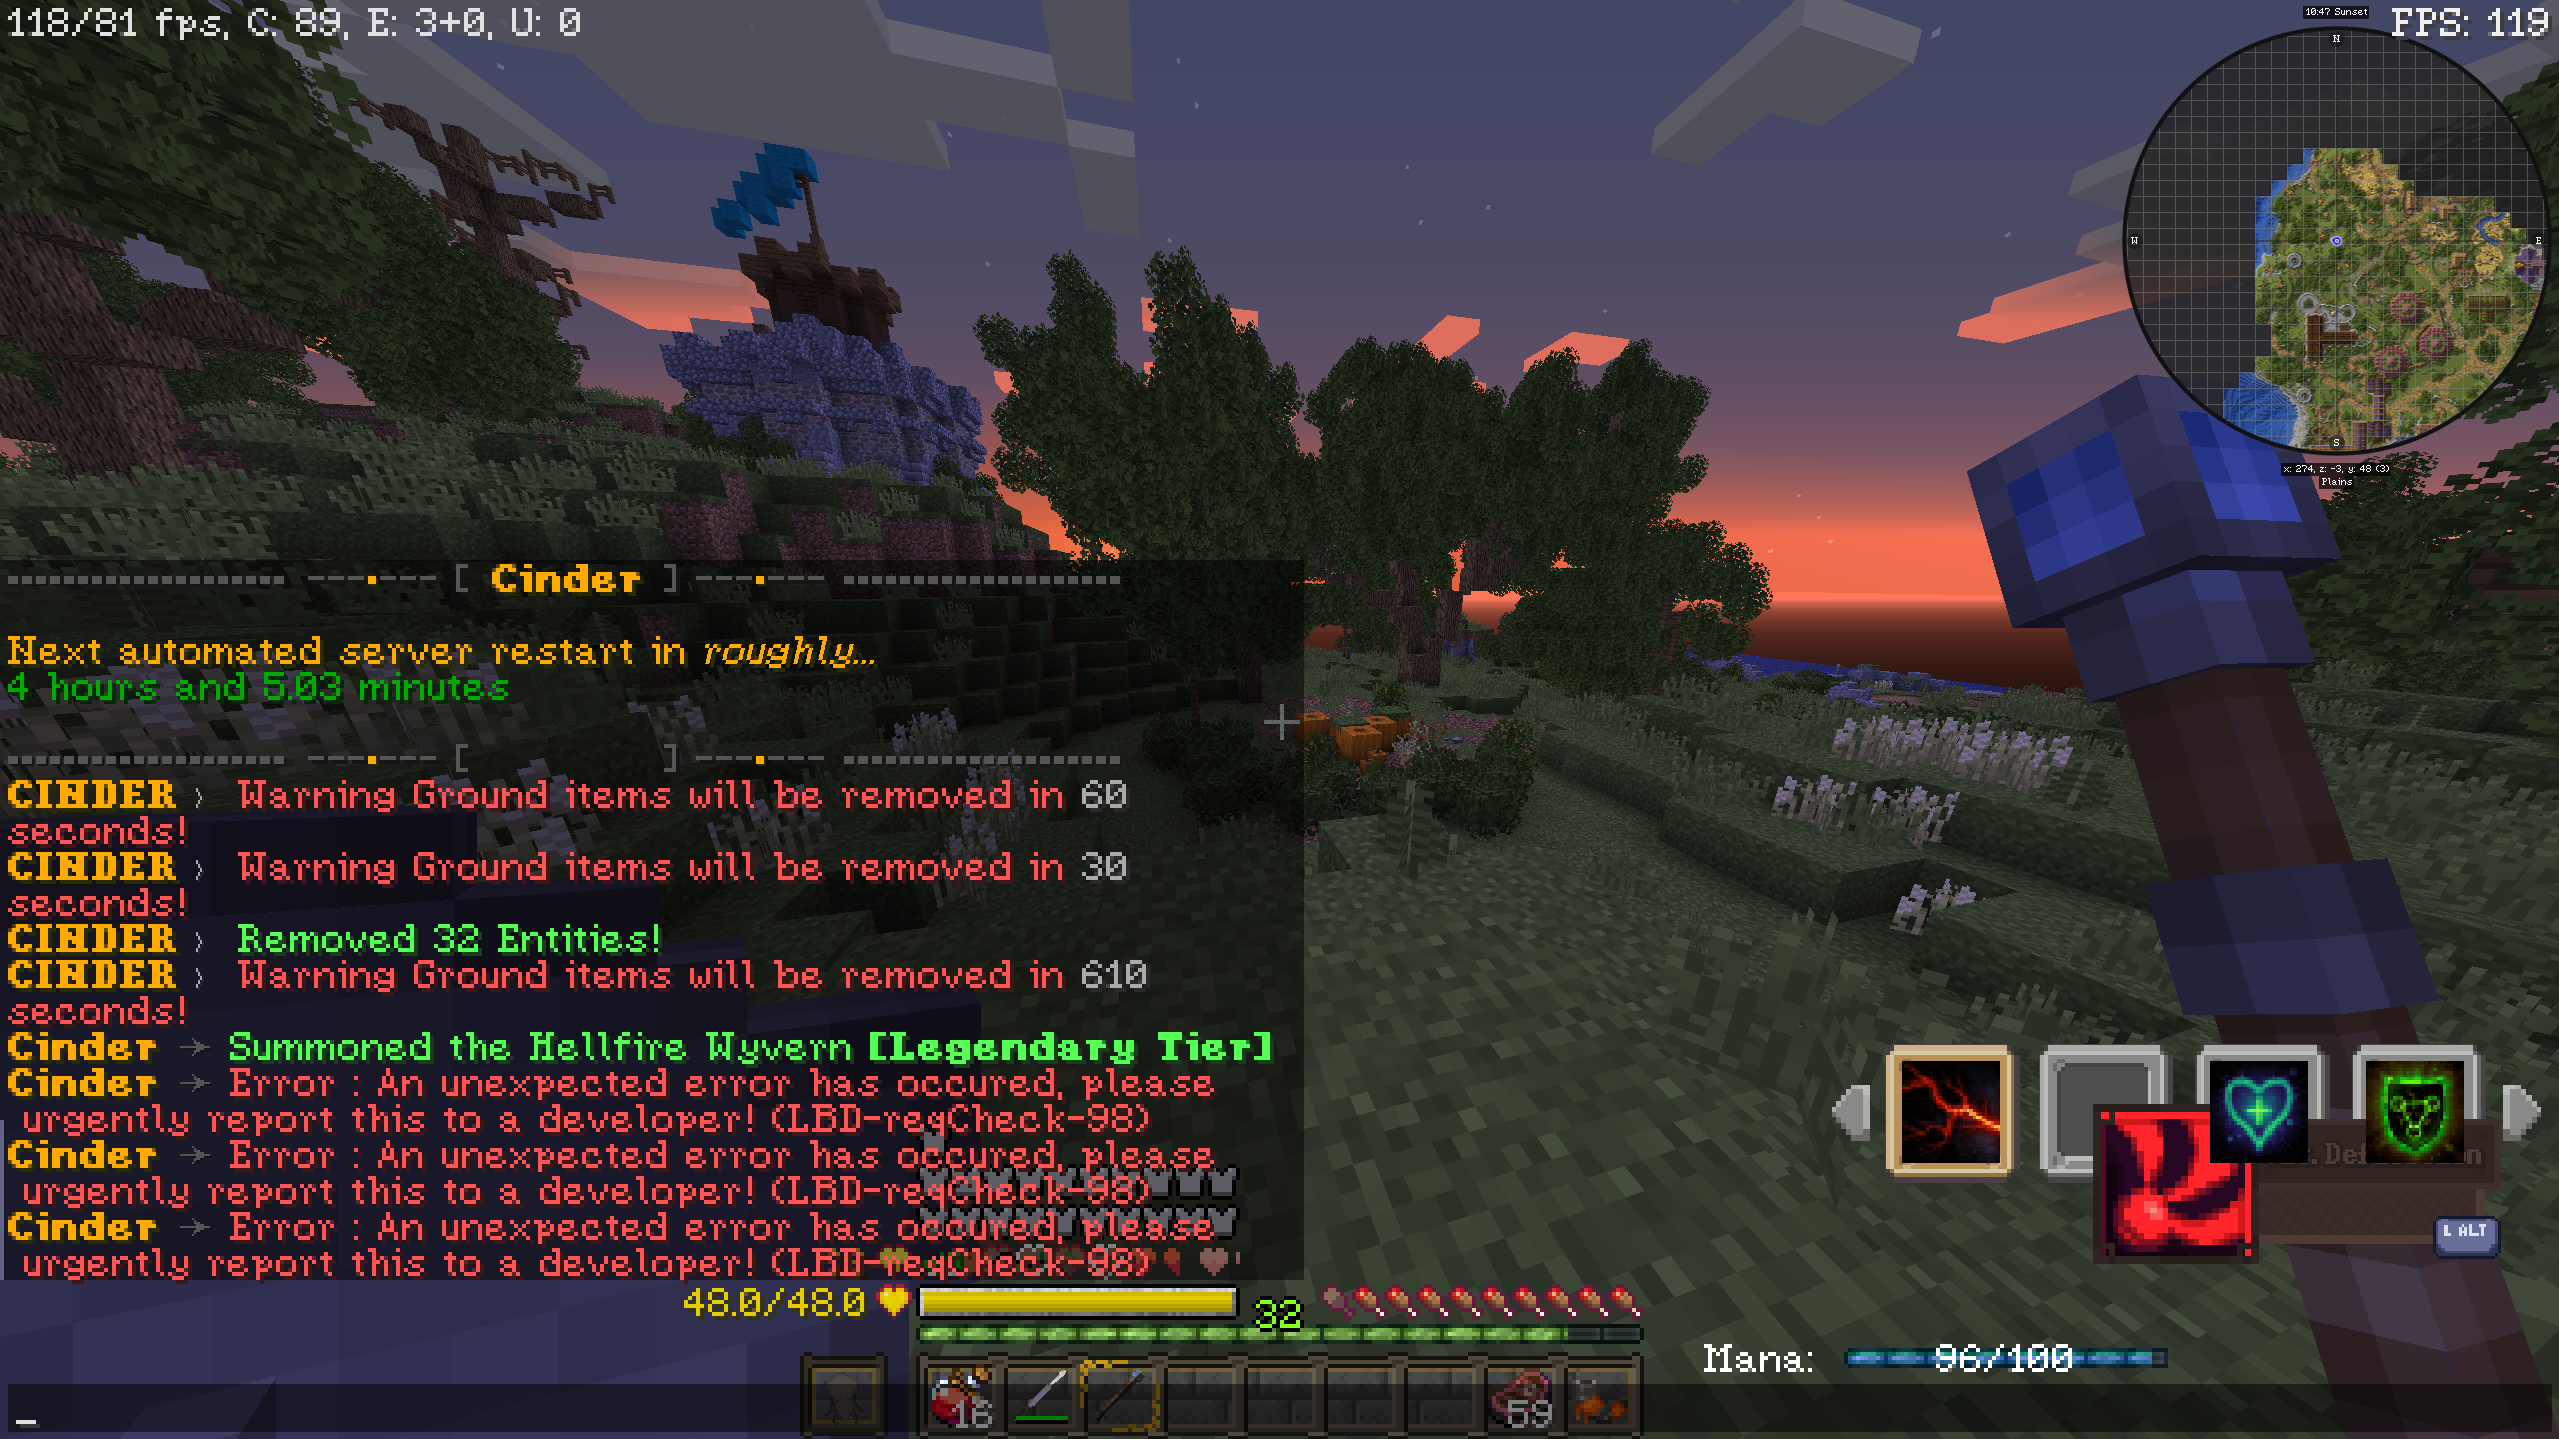 118/81 fps, C: 89, E: 3+0, U: 0
10:47 Sunset
FPS: 119
N
W
E
S
x: 274, z: -3, y: 48 (3)
Plains
[ Cinder ]
Next automated server restart in roughly...
4 hours and 5.03 minutes
[ ]
CINDER › Warning Ground items will be removed in 60
seconds!
CINDER › Warning Ground items will be removed in 30
seconds!
CINDER › Removed 32 Entities!
CINDER › Warning Ground items will be removed in 610
seconds!
Cinder → Summoned the Hellfire Wyvern [Legendary Tier]
Cinder → Error : An unexpected error has occured, please
urgently report this to a developer! (LBD-reqCheck-98)
Cinder → Error : An unexpected error has occured, please
urgently report this to a developer! (LBD-reqCheck-98)
Cinder → Error : An unexpected error has occured, please
urgently report this to a developer! (LBD-reqCheck-98)
L ALT
48.0/48.0
32
Mana: 96/100
16
59